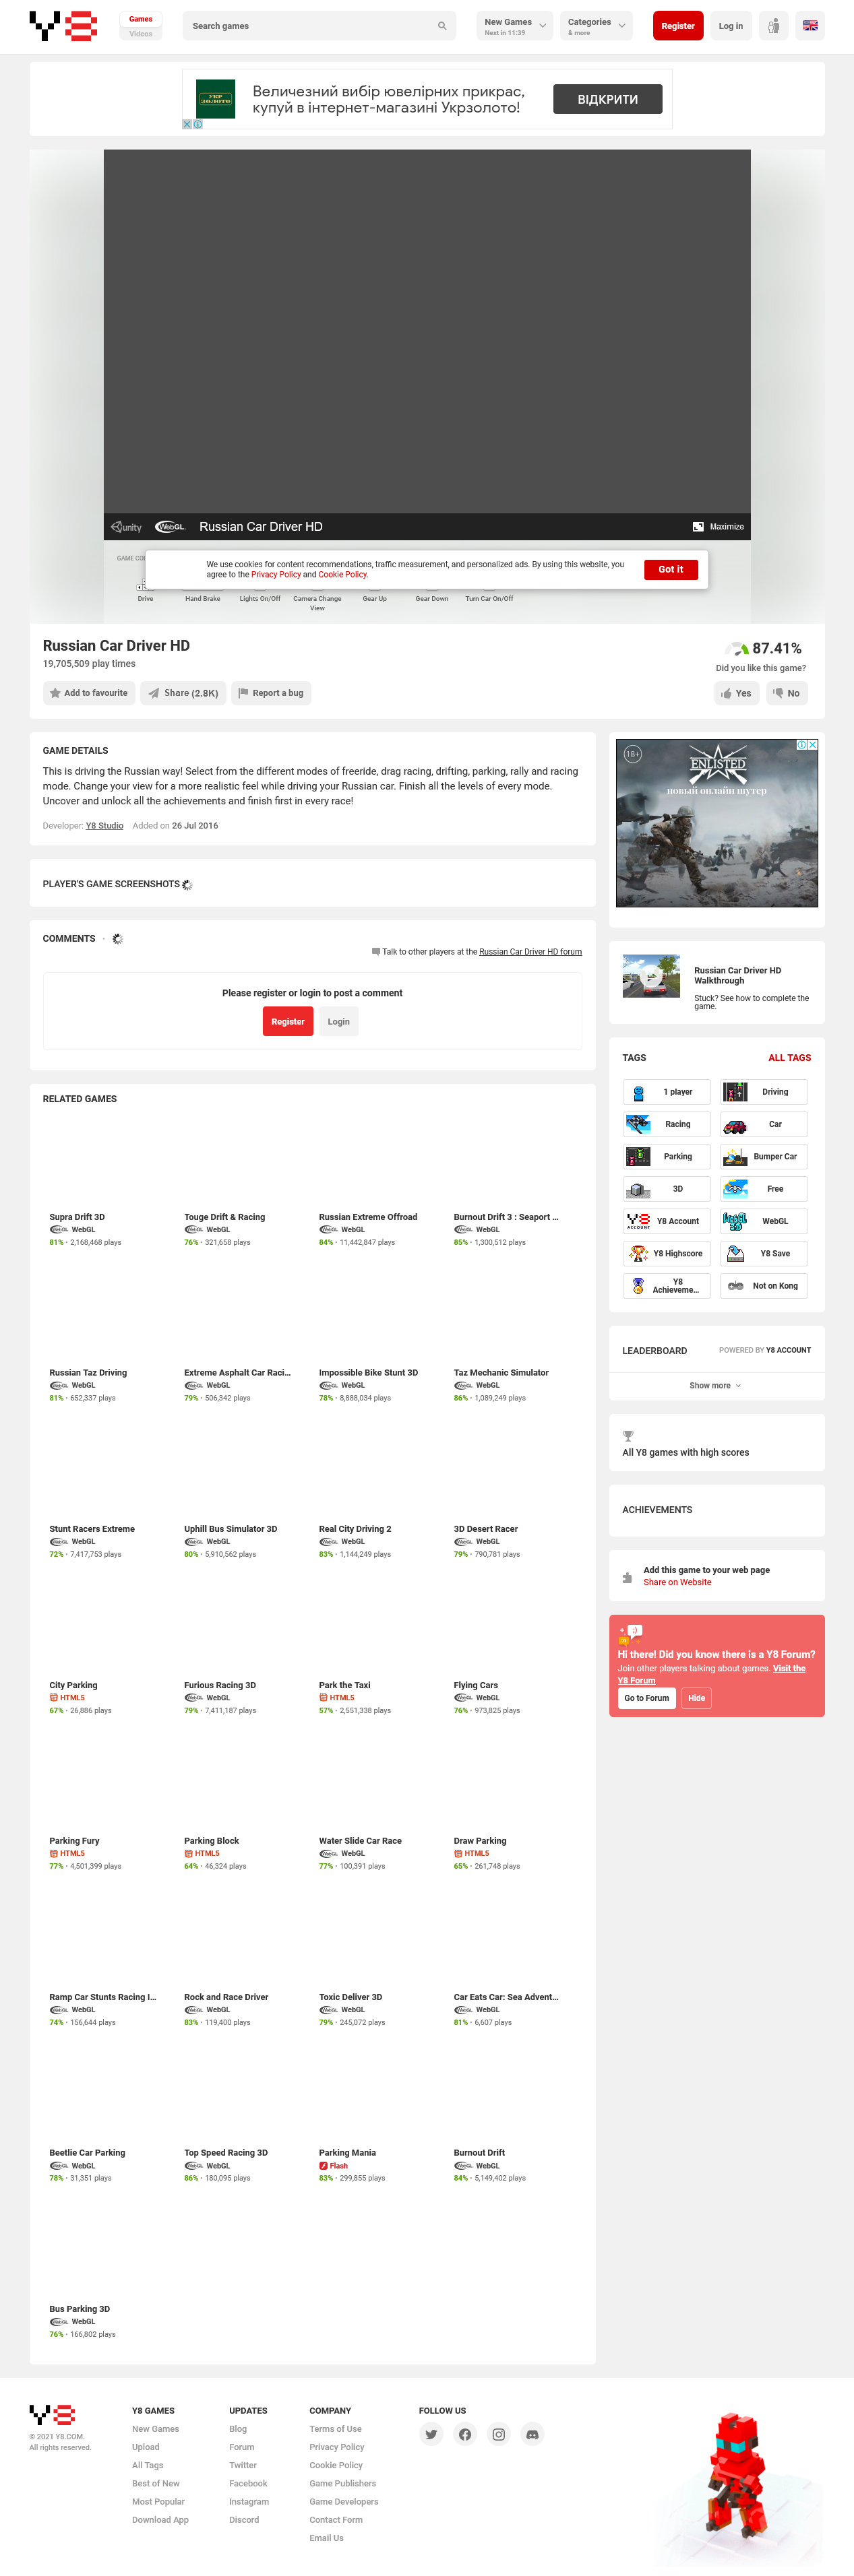 Y8
Games
Videos
Search games
New Games
Next in 11:39
Categories
& more
Register
Log in
УКР ЗОЛОТО
Величезний вибір ювелірних прикрас,
купуй в інтернет-магазині Укрзолото!
ВІДКРИТИ
unity
WebGL
Russian Car Driver HD
Maximize
GAME CO
We use cookies for content recommendations, traffic measurement, and personalized ads. By using this website, you
agree to the Privacy Policy and Cookie Policy.
Got it
Drive
Hand Brake
Lights On/Off
Camera Change
View
Gear Up
Gear Down
Turn Car On/Off
Russian Car Driver HD
19,705,509 play times
87.41%
Did you like this game?
Add to favourite
Share (2.8K)
Report a bug
Yes
No
GAME DETAILS
This is driving the Russian way! Select from the different modes of freeride, drag racing, drifting, parking, rally and racing
mode. Change your view for a more realistic feel while driving your Russian car. Finish all the levels of every mode.
Uncover and unlock all the achievements and finish first in every race!
Developer: Y8 Studio Added on 26 Jul 2016
18+
ENLISTED
новый онлайн шутер
PLAYER'S GAME SCREENSHOTS
COMMENTS
Talk to other players at the Russian Car Driver HD forum
Please register or login to post a comment
Register
Login
Russian Car Driver HD
Walkthrough
Stuck? See how to complete the
game.
TAGS
ALL TAGS
1 player
Driving
Racing
Car
Parking
Bumper Car
3D
Free
Y8 ACCOUNT
Y8 Account
WebGL
Y8 Highscore
Y8 Save
Y8
Achieveme...
Not on Kong
LEADERBOARD
POWERED BY Y8 ACCOUNT
Show more
All Y8 games with high scores
ACHIEVEMENTS
Add this game to your web page
Share on Website
Hi there! Did you know there is a Y8 Forum?
Join other players talking about games. Visit the
Y8 Forum
Go to Forum
Hide
RELATED GAMES
Supra Drift 3D
WebGL
81% • 2,168,468 plays
Touge Drift & Racing
WebGL
76% • 321,658 plays
Russian Extreme Offroad
WebGL
84% • 11,442,847 plays
Burnout Drift 3 : Seaport ...
WebGL
85% • 1,300,512 plays
Russian Taz Driving
WebGL
81% • 652,337 plays
Extreme Asphalt Car Raci...
WebGL
79% • 506,342 plays
Impossible Bike Stunt 3D
WebGL
78% • 8,888,034 plays
Taz Mechanic Simulator
WebGL
86% • 1,089,249 plays
Stunt Racers Extreme
WebGL
72% • 7,417,753 plays
Uphill Bus Simulator 3D
WebGL
80% • 5,910,562 plays
Real City Driving 2
WebGL
83% • 1,144,249 plays
3D Desert Racer
WebGL
79% • 790,781 plays
City Parking
HTML5
67% • 26,886 plays
Furious Racing 3D
WebGL
79% • 7,411,187 plays
Park the Taxi
HTML5
57% • 2,551,338 plays
Flying Cars
WebGL
76% • 973,825 plays
Parking Fury
HTML5
77% • 4,501,399 plays
Parking Block
HTML5
64% • 46,324 plays
Water Slide Car Race
WebGL
77% • 100,391 plays
Draw Parking
HTML5
65% • 261,748 plays
Ramp Car Stunts Racing I...
WebGL
74% • 156,644 plays
Rock and Race Driver
WebGL
83% • 119,400 plays
Toxic Deliver 3D
WebGL
79% • 245,072 plays
Car Eats Car: Sea Advent...
WebGL
81% • 6,607 plays
Beetlie Car Parking
WebGL
78% • 31,351 plays
Top Speed Racing 3D
WebGL
86% • 180,095 plays
Parking Mania
Flash
83% • 299,855 plays
Burnout Drift
WebGL
84% • 5,149,402 plays
Bus Parking 3D
WebGL
76% • 166,802 plays
Y8
© 2021 Y8.COM.
All rights reserved.
Y8 GAMES
New Games
Upload
All Tags
Best of New
Most Popular
Download App
UPDATES
Blog
Forum
Twitter
Facebook
Instagram
Discord
COMPANY
Terms of Use
Privacy Policy
Cookie Policy
Game Publishers
Game Developers
Contact Form
Email Us
FOLLOW US